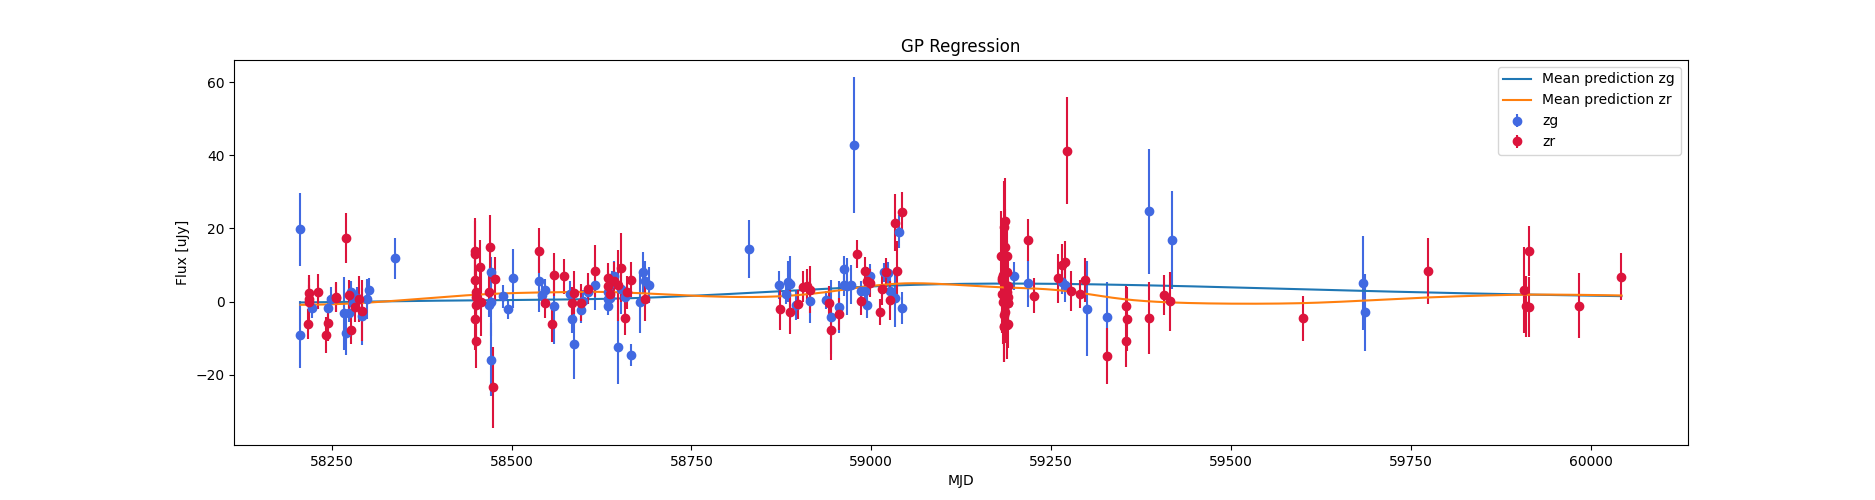 GP Regression
Flux [uJy]
60
40
20
0
−20
58250
58500
58750
59000
59250
59500
59750
60000
MJD
Mean prediction zg
Mean prediction zr
zg
zr